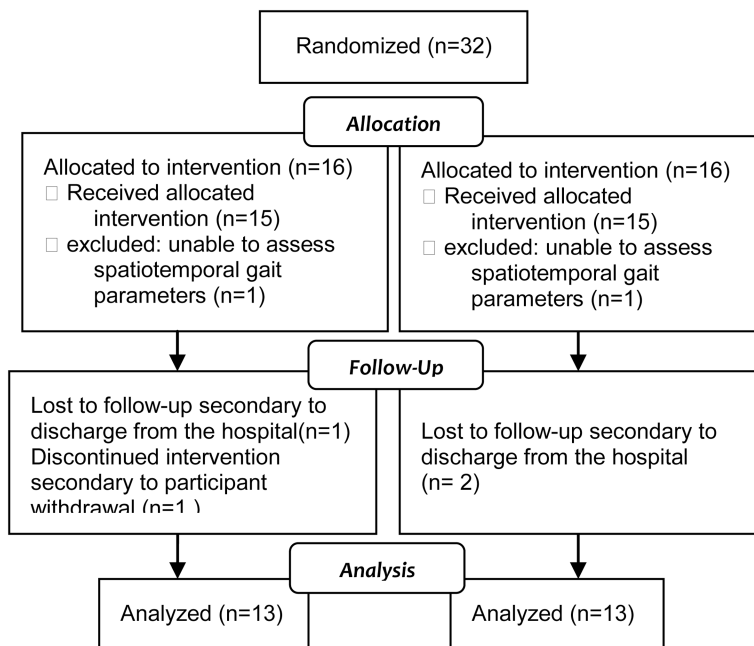 Randomized (n=32)
Allocation
Allocated to intervention (n=16)
Received allocated
intervention (n=15)
excluded: unable to assess
spatiotemporal gait
parameters (n=1)
Allocated to intervention (n=16)
Received allocated
intervention (n=15)
excluded: unable to assess
spatiotemporal gait
parameters (n=1)
Follow-Up
Lost to follow-up secondary to
discharge from the hospital(n=1)
Discontinued intervention
secondary to participant
withdrawal (n=1 )
Lost to follow-up secondary to
discharge from the hospital
(n= 2)
Analysis
Analyzed (n=13)
Analyzed (n=13)